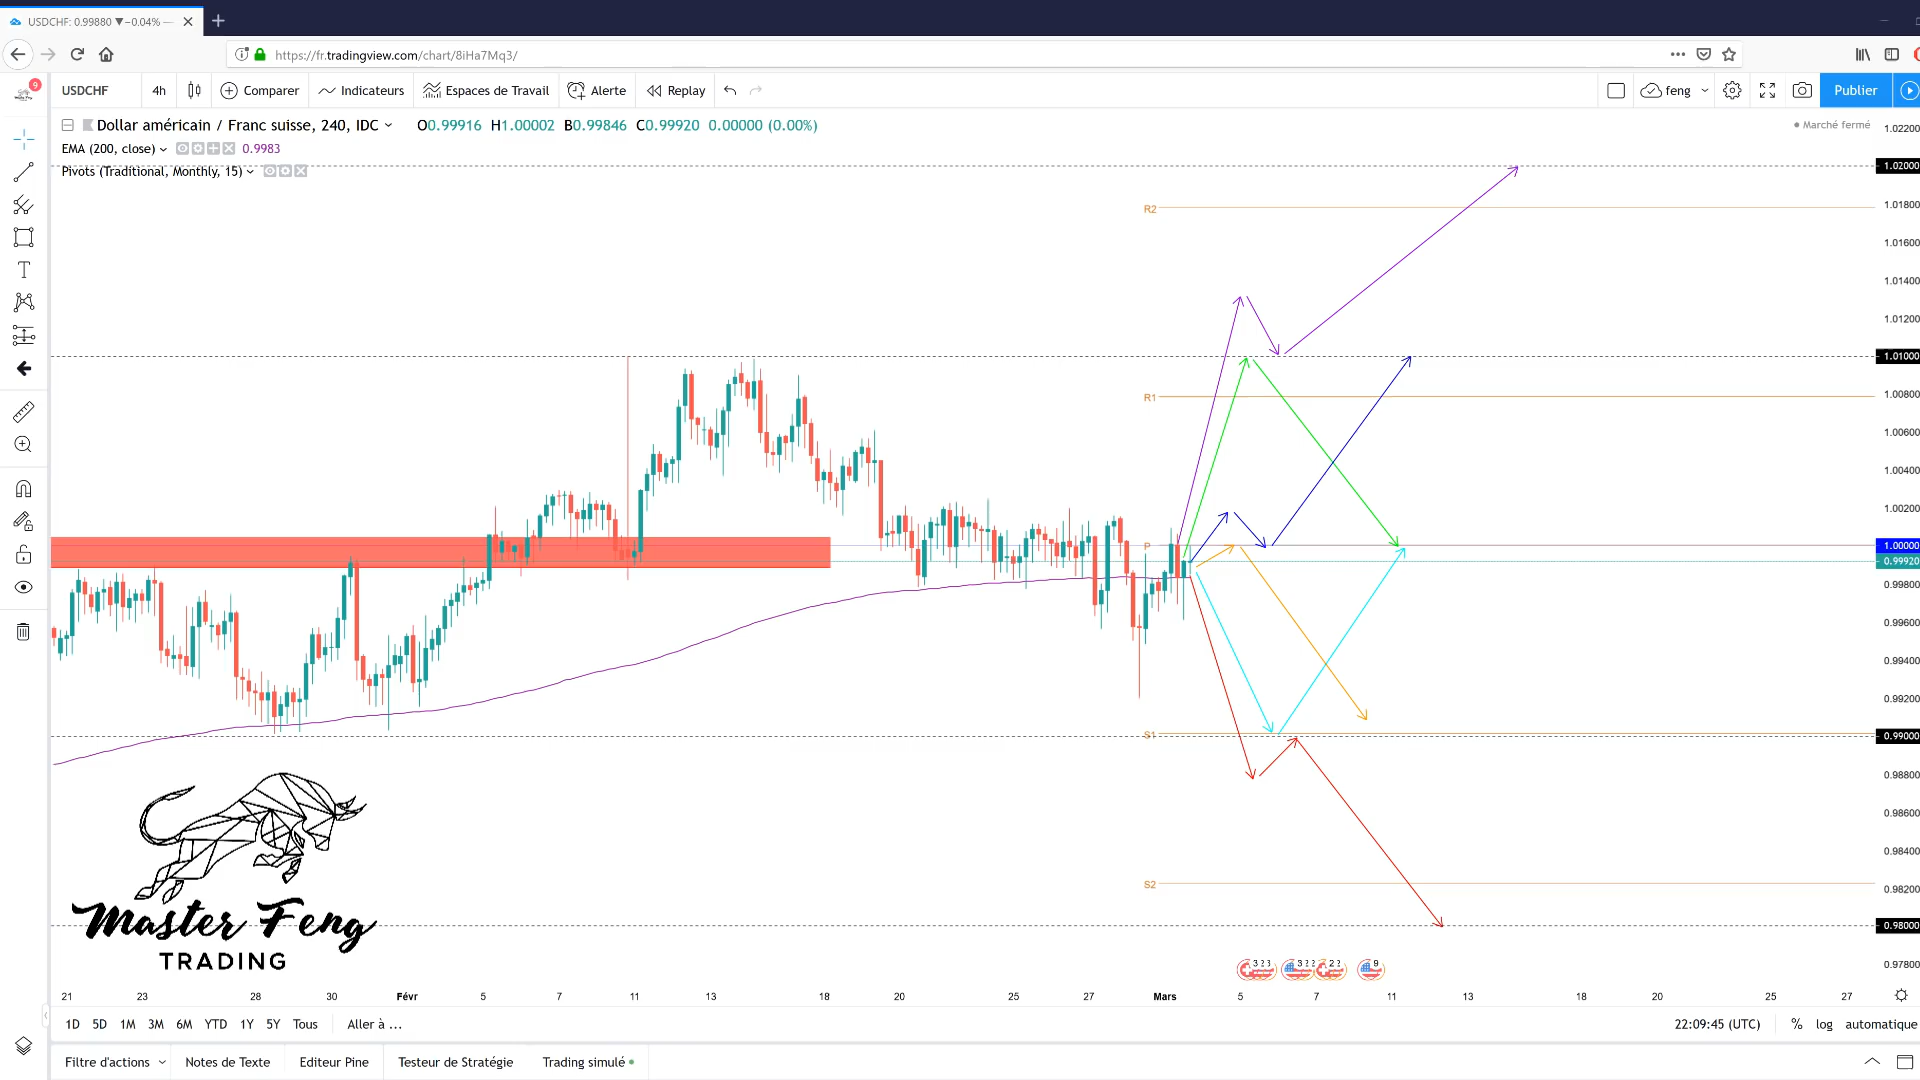 USDCHF: 0.99880 ▼−0.04% —
https://fr.tradingview.com/chart/8iHa7Mq3/
9
USDCHF 4h Comparer Indicateurs Espaces de Travail Alerte Replay feng Publier
Dollar américain / Franc suisse, 240, IDC O0.99916 H1.00002 B0.99846 C0.99920 0.00000 (0.00%)
Marché fermé
EMA (200, close) 0.9983
Pivots (Traditional, Monthly, 15)
1.02200
1.02000
R2
1.01800
1.01600
1.01400
1.01200
1.01000
R1
1.00800
1.00600
1.00400
1.00200
P
1.00000
0.99920
0.99800
0.99600
0.99400
0.99200
S1
0.99000
0.98800
0.98600
0.98400
S2
0.98200
0.98000
0.97800
Master Feng
TRADING
3 ? ? 3 ? ? 2 ? 9
21 23 28 30 Févr 5 7 11 13 18 20 25 27 Mars 5 7 11 13 18 20 25 27
1D 5D 1M 3M 6M YTD 1Y 5Y Tous Aller à ... 22:09:45 (UTC) % log automatique
Filtre d'actions Notes de Texte Editeur Pine Testeur de Stratégie Trading simulé